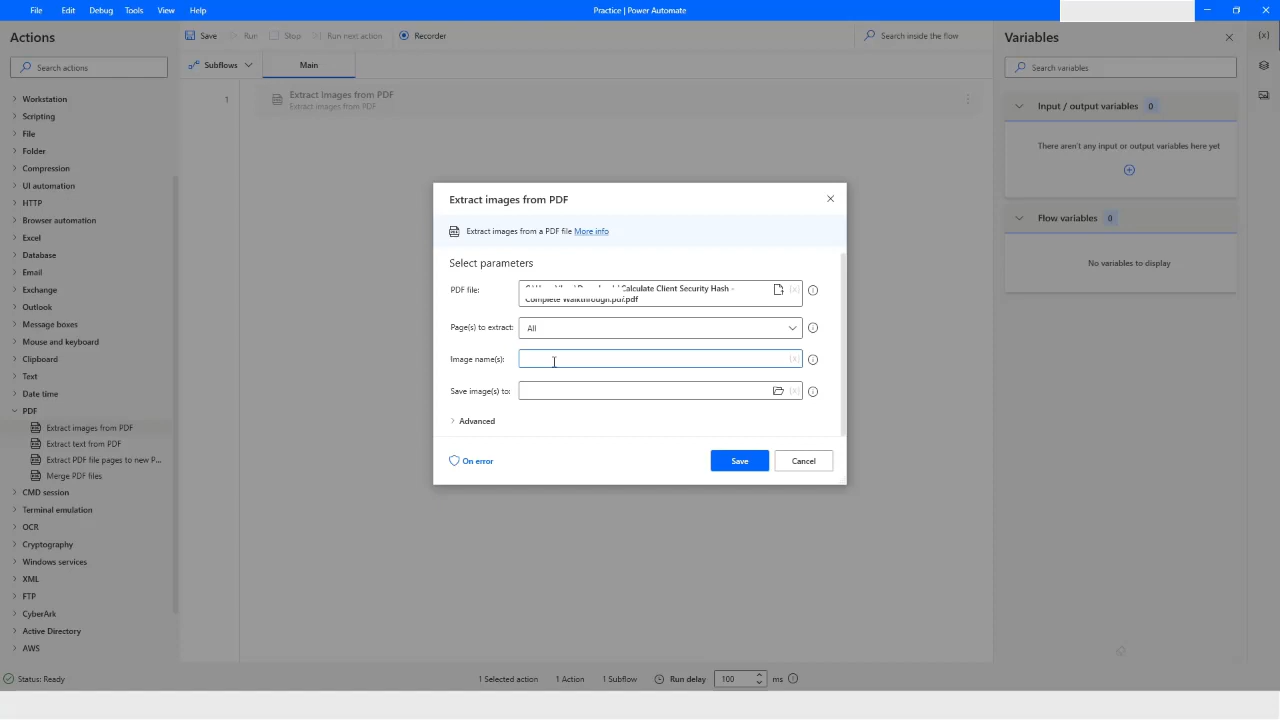 File Edit Debug Tools View Help
Practice | Power Automate
Actions
Search actions
Workstation
Scripting
File
Folder
Compression
UI automation
HTTP
Browser automation
Excel
Database
Email
Exchange
Outlook
Message boxes
Mouse and keyboard
Clipboard
Text
Date time
PDF
Extract images from PDF
Extract text from PDF
Extract PDF file pages to new P...
Merge PDF files
CMD session
Terminal emulation
OCR
Cryptography
Windows services
XML
FTP
CyberArk
Active Directory
AWS
Save Run Stop Run next action Recorder
Search inside the flow
Subflows Main
1
Extract images from PDF
Extract images from PDF
Extract images from PDF
Extract images from a PDF file More info
Select parameters
PDF file:
Calculate Client Security Hash -
Complete Walkthrough.pdf.pdf
Page(s) to extract: All
Image name(s): {x}
Save image(s) to: {x}
Advanced
On error
Save Cancel
Variables
{x}
Search variables
Input / output variables 0
There aren't any input or output variables here yet
Flow variables 0
No variables to display
Status: Ready
1 Selected action 1 Action 1 Subflow Run delay 100 ms